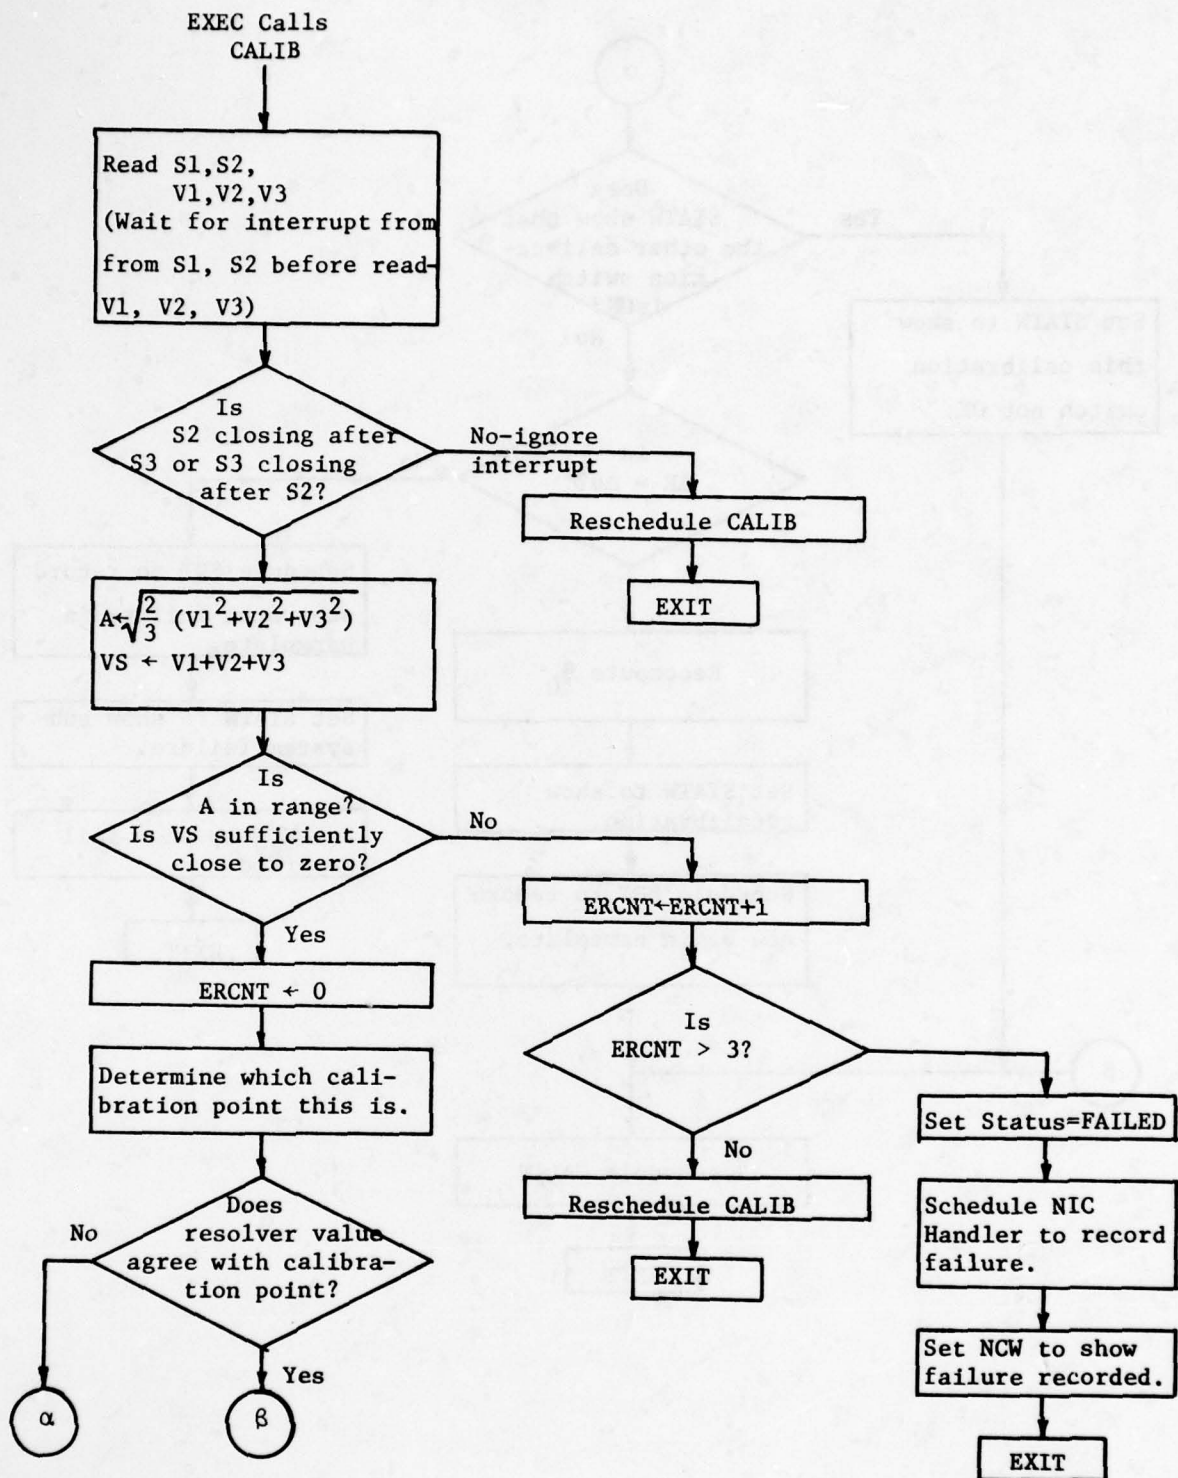 EXEC Calls
CALIB
Read S1,S2,
V1,V2,V3
(Wait for interrupt from
from S1, S2 before read-
V1, V2, V3)
Is
S2 closing after
S3 or S3 closing
after S2?
No-ignore
interrupt
Reschedule CALIB
EXIT
A←√2/3 (V1²+V2²+V3²)
VS ← V1+V2+V3
Is
A in range?
Is VS sufficiently
close to zero?
No
Yes
ERCNT←ERCNT+1
ERCNT ← 0
Is
ERCNT > 3?
No
Determine which cali-
bration point this is.
Set Status=FAILED
Reschedule CALIB
EXIT
Schedule NIC
Handler to record
failure.
Does
resolver value
agree with calibra-
tion point?
No
Yes
Set NCW to show
failure recorded.
α
β
EXIT